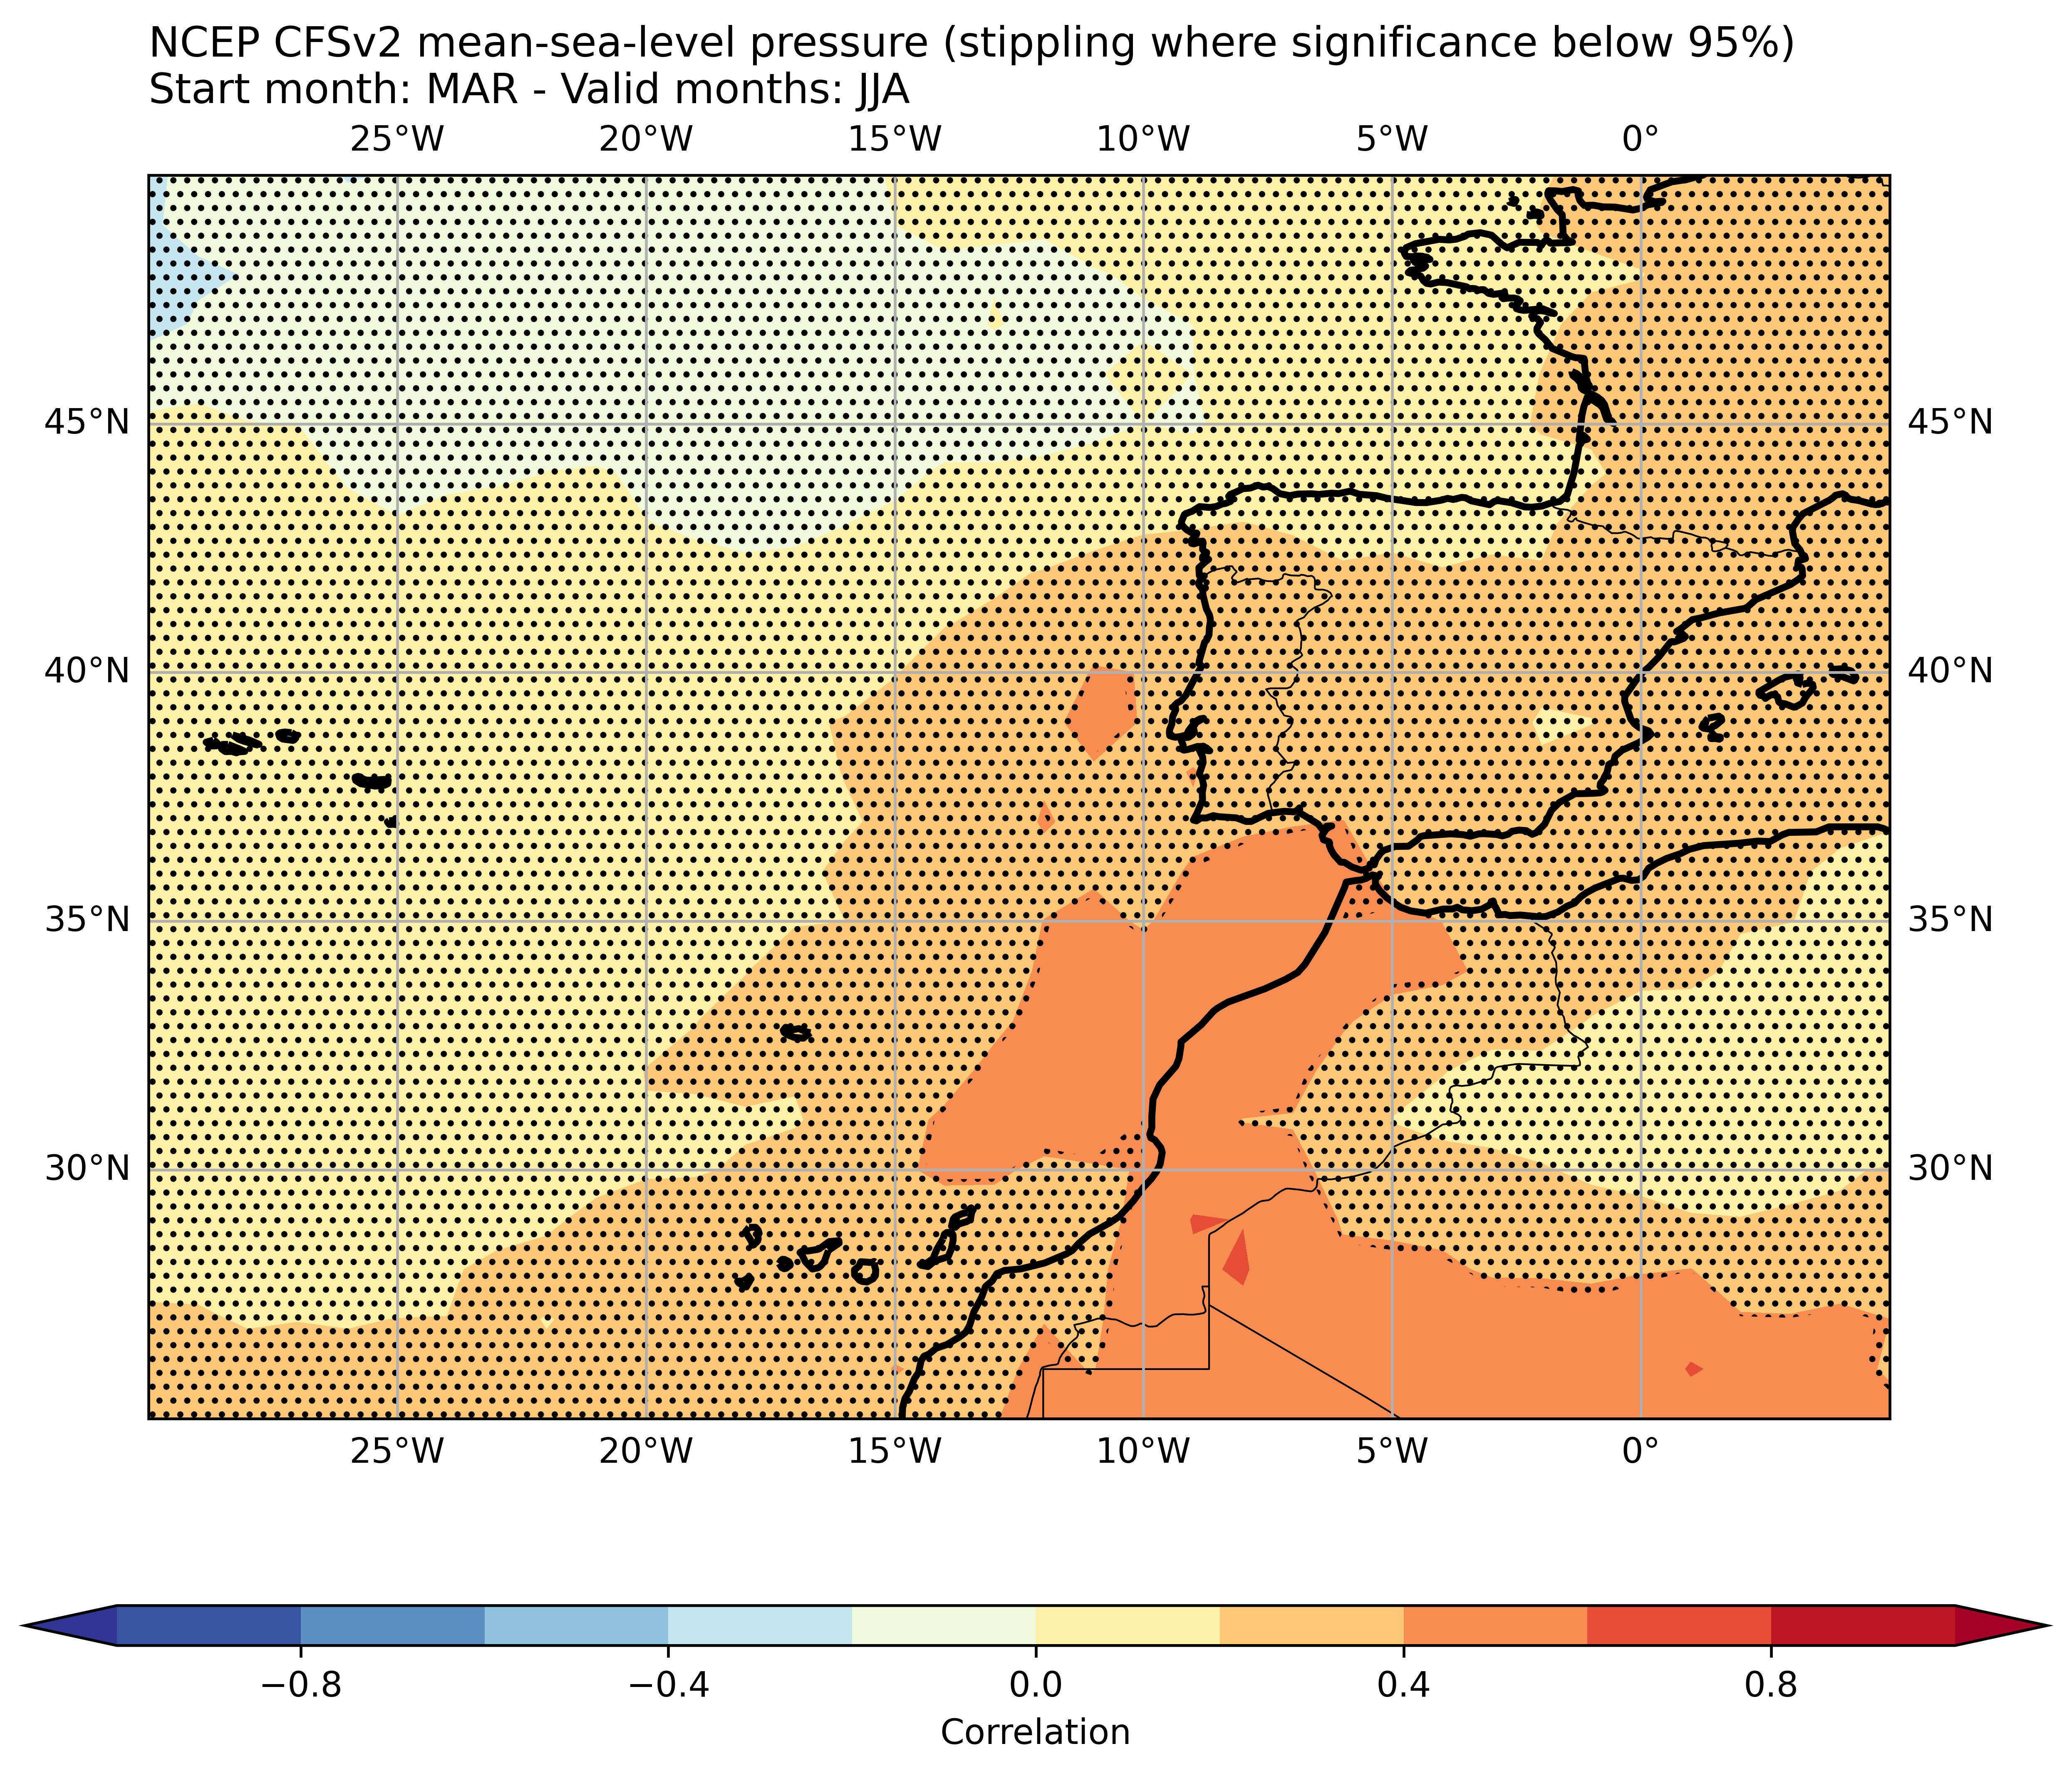 NCEP CFSv2 mean-sea-level pressure (stippling where significance below 95%)
Start month: MAR - Valid months: JJA
25°W 20°W 15°W 10°W 5°W 0°
45°N 45°N
40°N 40°N
35°N 35°N
30°N 30°N
25°W 20°W 15°W 10°W 5°W 0°
−0.8 −0.4 0.0 0.4 0.8
Correlation